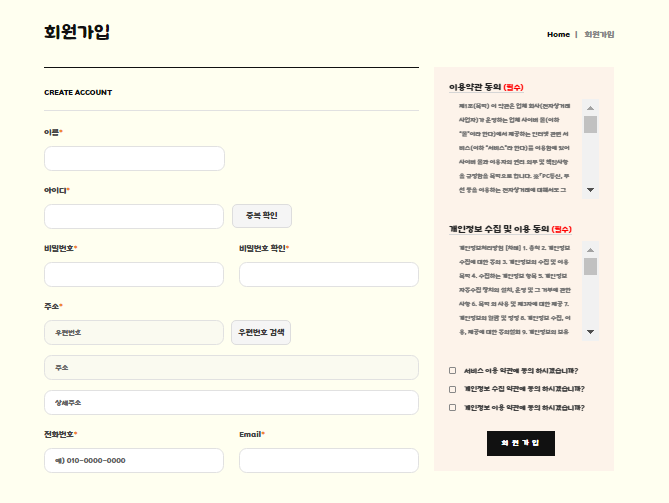 회원가입
Home | 회원가입
CREATE ACCOUNT
이름*
아이디*
중복 확인
비밀번호*
비밀번호 확인*
주소*
우편번호
우편번호 검색
주소
상세주소
전화번호*
Email*
예) 010-0000-0000
이용약관 동의 (필수)
제1조(목적) 이 약관은 업체 회사(전자상거래
사업자)가 운영하는 업체 사이버 몰(이하
"몰"이라 한다)에서 제공하는 인터넷 관련 서
비스(이하 "서비스"라 한다)를 이용함에 있어
사이버 몰과 이용자의 권리 의무 및 책임사항
을 규정함을 목적으로 합니다. ※「PC통신, 무
선 등을 이용하는 전자상거래에 대해서도 그
개인정보 수집 및 이용 동의 (필수)
개인정보처리방침 [차례] 1. 총칙 2. 개인정보
수집에 대한 동의 3. 개인정보의 수집 및 이용
목적 4. 수집하는 개인정보 항목 5. 개인정보
자동수집 장치의 설치, 운영 및 그 거부에 관한
사항 6. 목적 외 사용 및 제3자에 대한 제공 7.
개인정보의 열람 및 정정 8. 개인정보 수집, 이
용, 제공에 대한 동의철회 9. 개인정보의 보유
서비스 이용 약관에 동의 하시겠습니까?
개인정보 수집 약관에 동의 하시겠습니까?
개인정보 이용 약관에 동의 하시겠습니까?
회 원 가 입